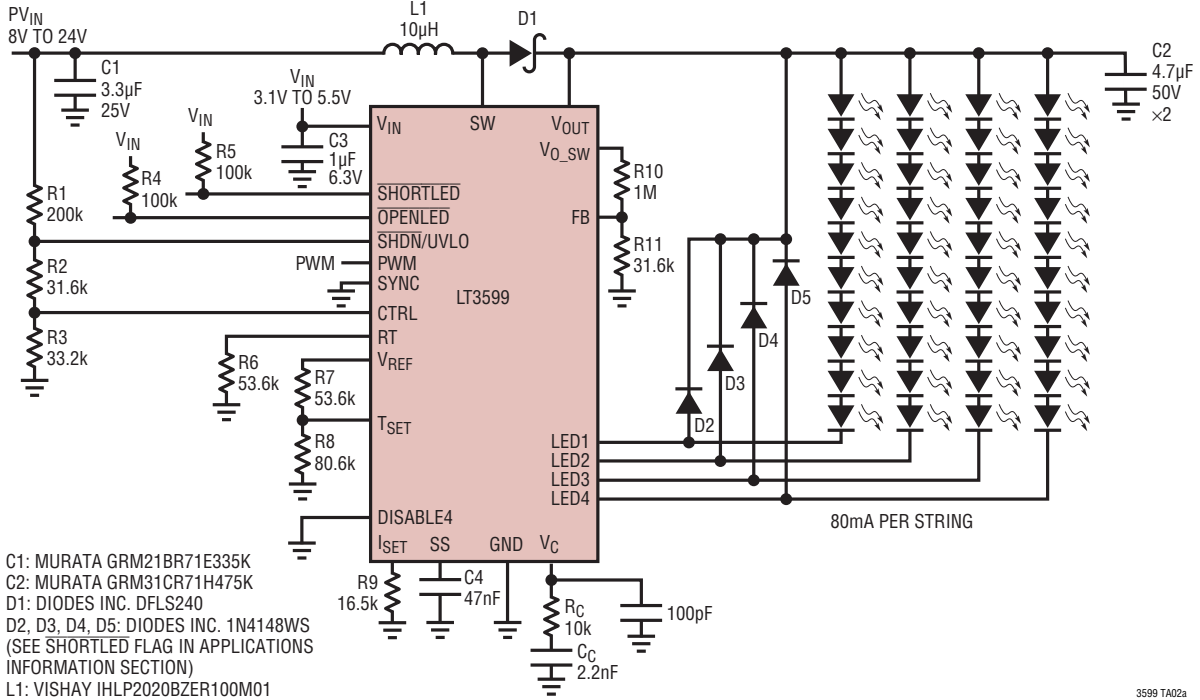 PVIN
8V TO 24V
L1
10µH
D1
C1
3.3µF
25V
C2
4.7µF
50V
×2
VIN
3.1V TO 5.5V
C3
1µF
6.3V
VIN
R5
100k
VIN
R4
100k
R1
200k
R2
31.6k
R3
33.2k
VIN
SW
VOUT
VO_SW
SHORTLED
OPENLED
SHDN/UVLO
PWM
PWM
SYNC
LT3599
CTRL
RT
VREF
TSET
FB
R10
1M
R11
31.6k
R6
53.6k
R7
53.6k
R8
80.6k
D5
D4
D3
D2
LED1
LED2
LED3
LED4
80mA PER STRING
DISABLE4
ISET
SS
GND
VC
R9
16.5k
C4
47nF
RC
10k
CC
2.2nF
100pF
C1: MURATA GRM21BR71E335K
C2: MURATA GRM31CR71H475K
D1: DIODES INC. DFLS240
D2, D3, D4, D5: DIODES INC. 1N4148WS
(SEE SHORTLED FLAG IN APPLICATIONS
INFORMATION SECTION)
L1: VISHAY IHLP2020BZER100M01
3599 TA02a